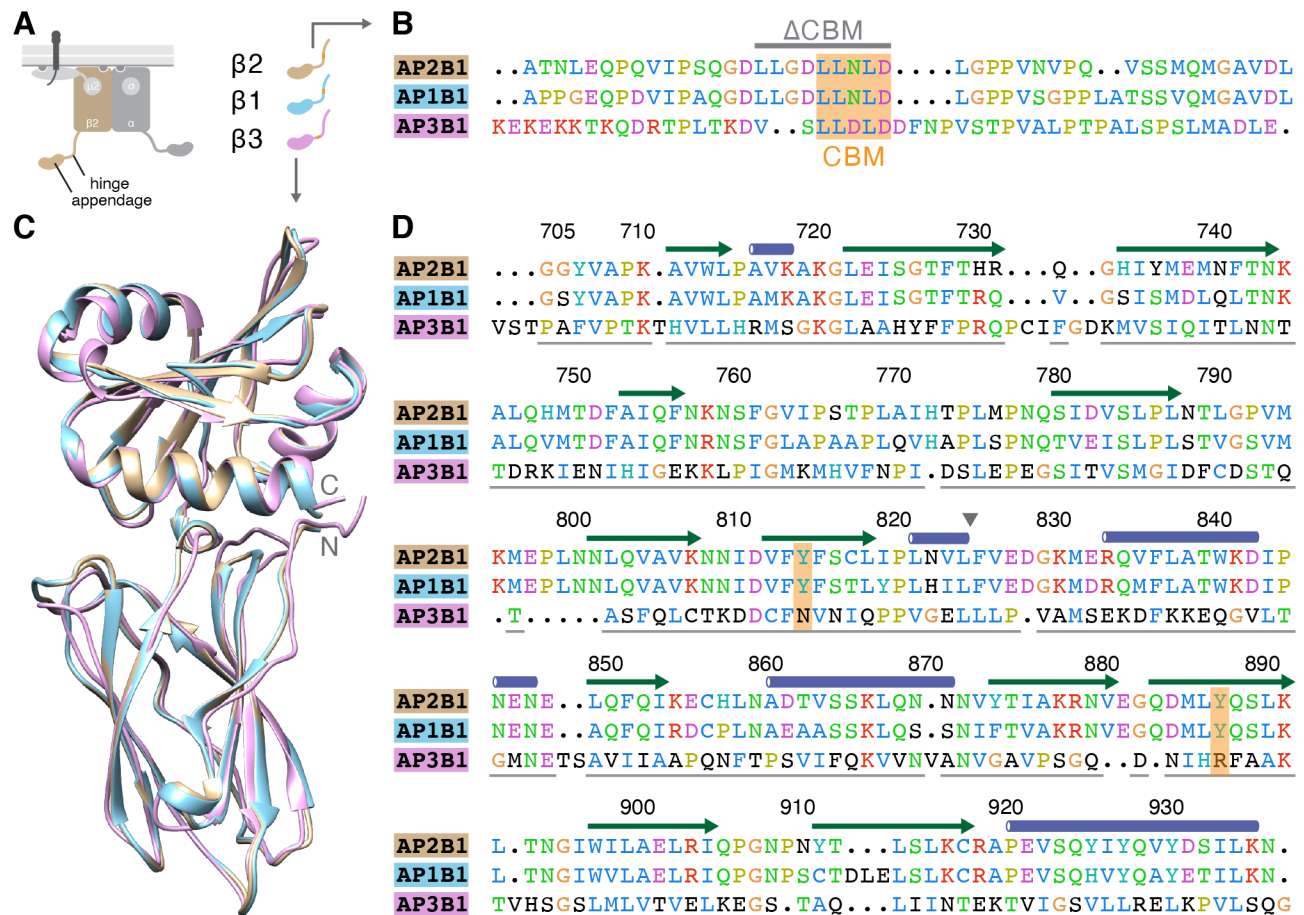 A
μ2
α
β2
α
hinge
appendage
β2
β1
β3
B
ΔCBM
AP2B1 ..ATNLEQPQVIPSQGDLLGDLLNLD....LGPPVNVPQ..VSSMQMGAVDL
AP1B1 ..APPGEQPDVIPAQGDLLGDLLNLD....LGPPVSGPPLATSSVQMGAVDL
AP3B1 KEKEKKTKQDRTPLTKDV..SLLDLDDFNPVSTPVALPTPALSPSLMADLE.
CBM
C
C
N
D
705 710 720 730 740
AP2B1 ...GGYVAPK.AVWLPAVKAKGLEISGTFTHR...Q..GHIYMEMNFTNK
AP1B1 ...GSYVAPK.AVWLPAMKAKGLEISGTFTRQ...V..GSISMDLQLTNK
AP3B1 VSTPAFVPTKTHVLLHRMSGKGLAAHYFFPRQPCIFGDKMVSIQITLNNT
750 760 770 780 790
AP2B1 ALQHMTDFAIQFNKNSFGVIPSTPLAIHTPLMPNQSIDVSLPLNTLGPVM
AP1B1 ALQVMTDFAIQFNRNSFGLAPAAPLQVHAPLSPNQTVEISLPLSTVGSVM
AP3B1 TDRKIENIHIGEKKLPIGMKMHVFNPI.DSLEPEGSITVSMGIDFCDSTQ
800 810 820 830 840
AP2B1 KMEPLNNLQVAVKNNIDVFYFSCLIPLNVLFVEDGKMERQVFLATWKDIP
AP1B1 KMEPLNNLQVAVKNNIDVFYFSTLYPLHILFVEDGKMDRQMFLATWKDIP
AP3B1 .T.....ASFQLCTKDDCFNVNIQPPVGELLLP.VAMSEKDFKKEQGVLT
850 860 870 880 890
AP2B1 NENE..LQFQIKECHLNADTVSSKLQN.NNVYTIAKRNVEGQDMLYQSLK
AP1B1 NENE..AQFQIRDCPLNAEAASSKLQS.SNIFTVAKRNVEGQDMLYQSLK
AP3B1 GMNETSAVIIAAPQNFTPSVIFQKVVNVANVGAVPSGQ..D.NIHRFAAK
900 910 920 930
AP2B1 L.TNGIWILAELRIQPGNPNYT...LSLKCRAPEVSQYIYQVYDSILKN.
AP1B1 L.TNGIWVLAELRIQPGNPSCTDLELSLKCRAPEVSQHVYQAYETILKN.
AP3B1 TVHSGSLMLVTVELKEGS.TAQ...LIINTEKTVIGSVLLRELKPVLSQG